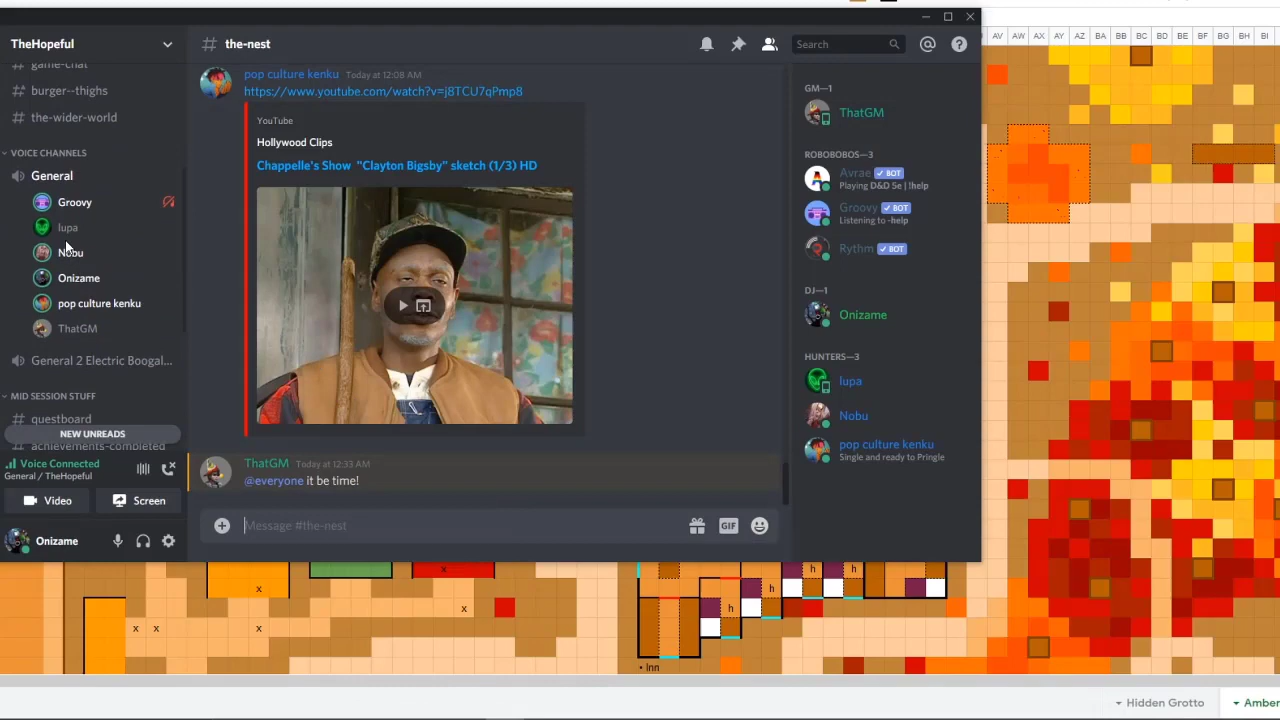 TheHopeful
game-chat
# burger--thighs
# the-wider-world
VOICE CHANNELS
General
Groovy
lupa
Nobu
Onizame
pop culture kenku
ThatGM
General 2 Electric Boogal...
MID SESSION STUFF
# questboard
NEW UNREADS
# achievements-completed
Voice Connected
General / TheHopeful
Video
Screen
Onizame
# the-nest
Search
pop culture kenku Today at 12:08 AM
https://www.youtube.com/watch?v=j8TCU7qPmp8
YouTube
Hollywood Clips
Chappelle's Show "Clayton Bigsby" sketch (1/3) HD
ThatGM Today at 12:33 AM
@everyone it be time!
Message #the-nest
GIF
GM—1
ThatGM
ROBOBOBOS—3
Avrae ✓ BOT
Playing D&D 5e | !help
Groovy ✓ BOT
Listening to -help
Rythm ✓ BOT
DJ—1
Onizame
HUNTERS—3
lupa
Nobu
pop culture kenku
Single and ready to Pringle
AV AW AX AY AZ BA BB BC BD BE BF BG BH BI
x
x
x x x
h h
h
h
• Inn
Hidden Grotto
Amber